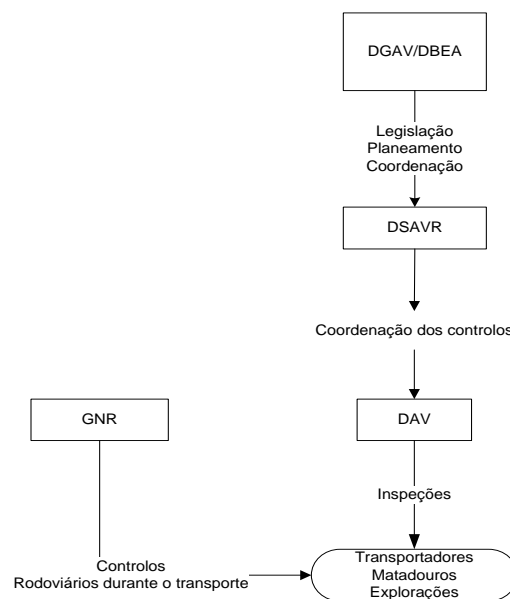 DGAV/DBEA
Legislação
Planeamento
Coordenação
DSAVR
Coordenação dos controlos
GNR
DAV
Inspeções
Controlos
Rodoviários durante o transporte
Transportadores
Matadouros
Explorações